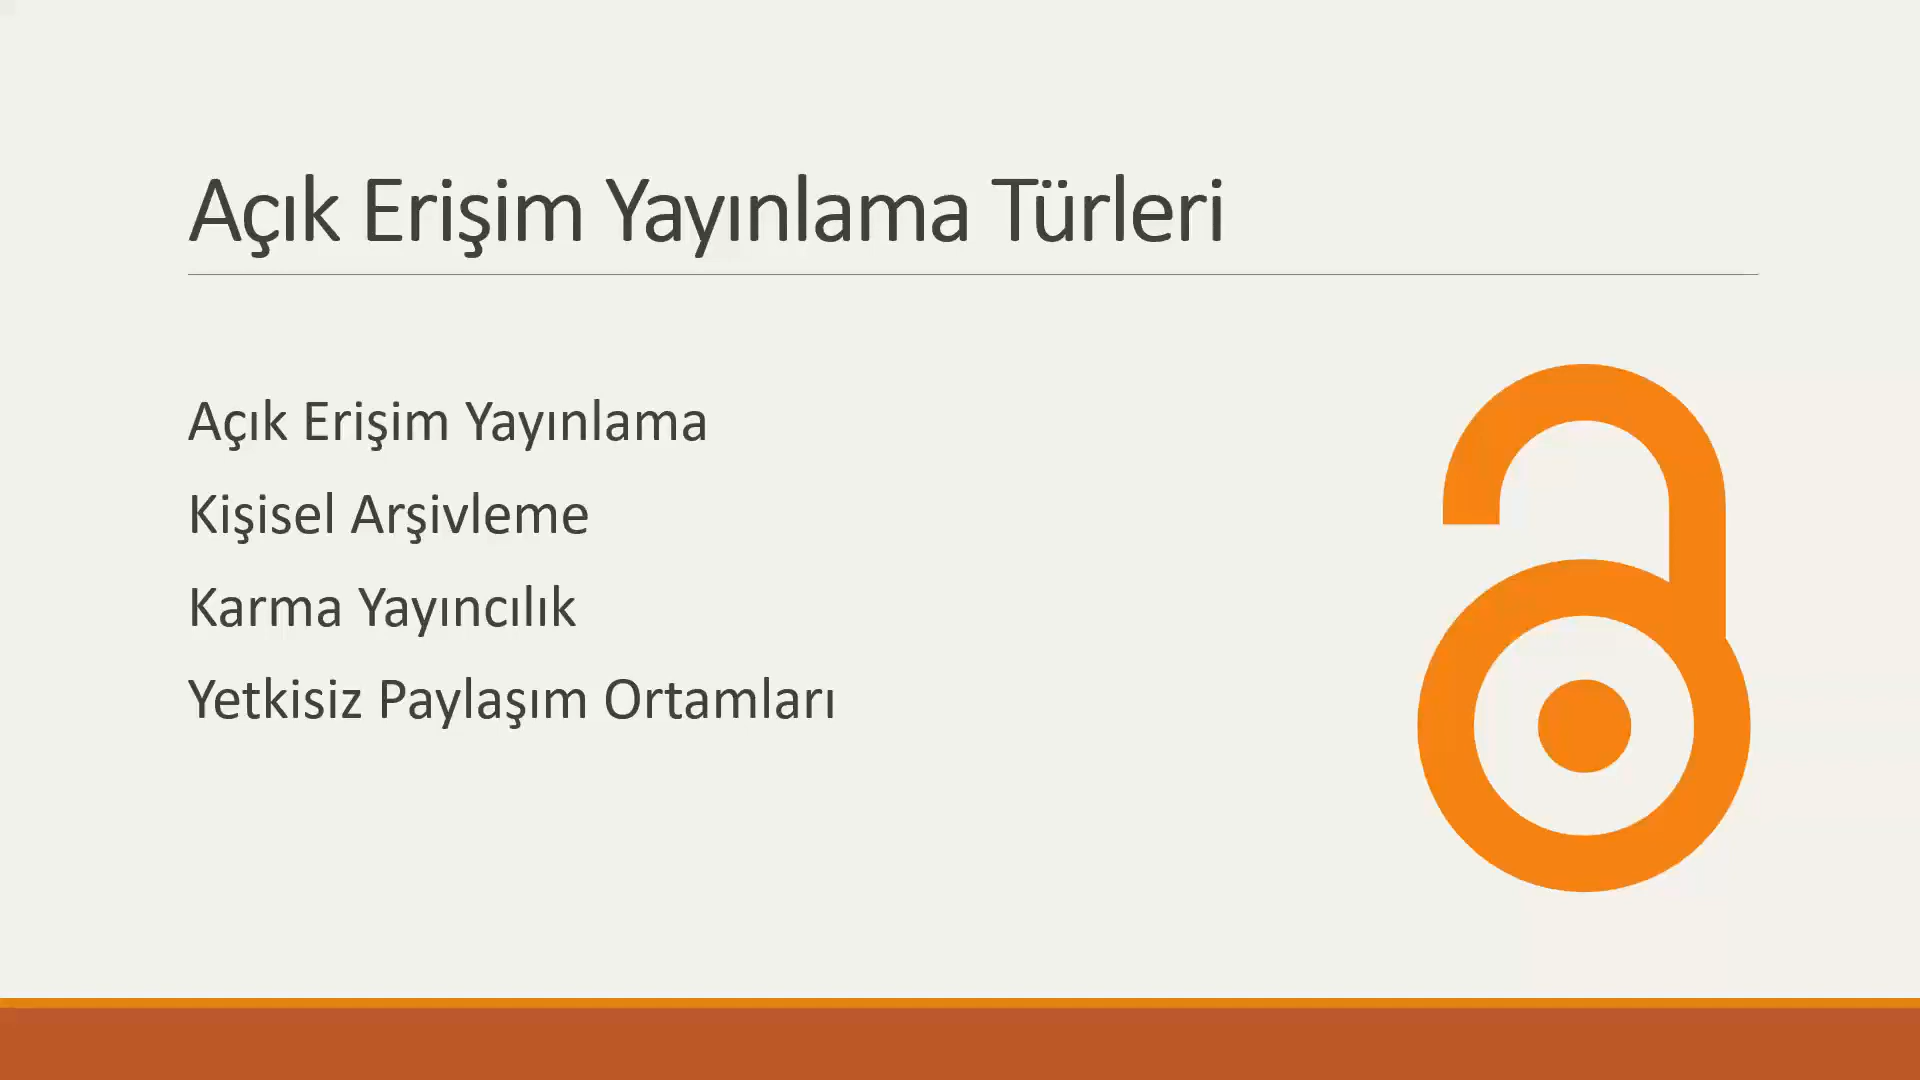 Açık Erişim Yayınlama Türleri
Açık Erişim Yayınlama
Kişisel Arşivleme
Karma Yayıncılık
Yetkisiz Paylaşım Ortamları